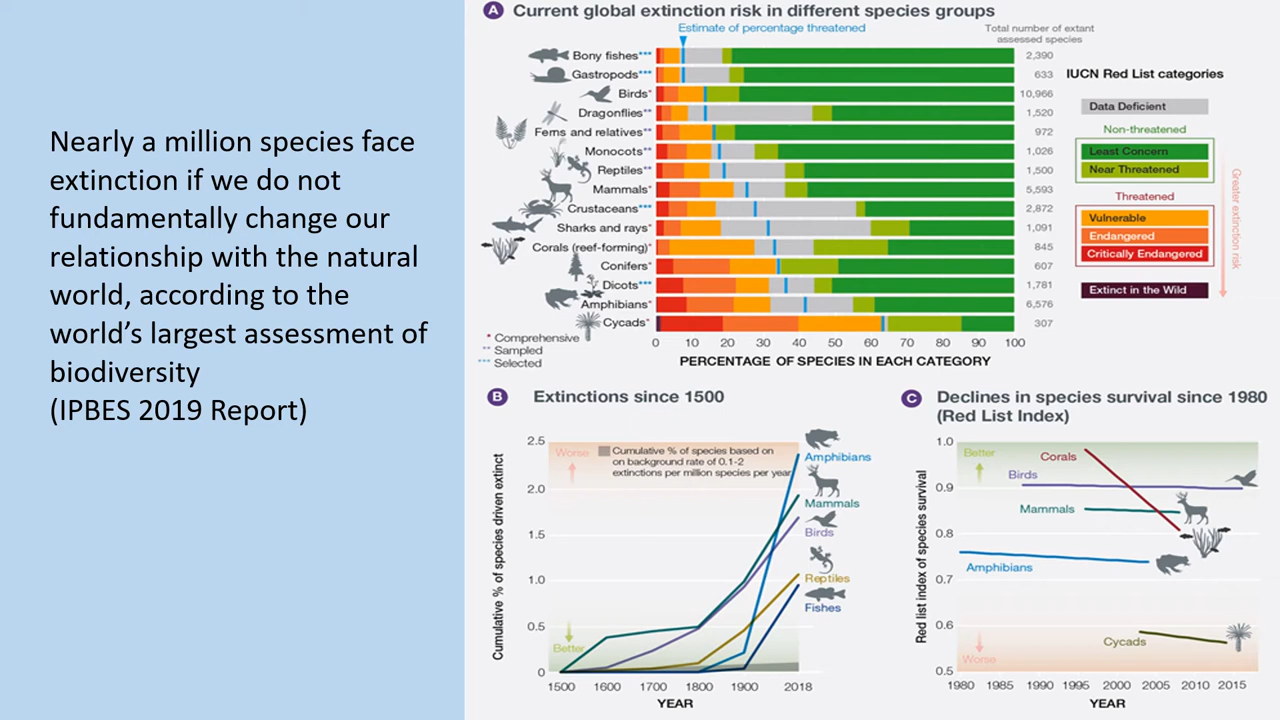 Nearly a million species face
extinction if we do not
fundamentally change our
relationship with the natural
world, according to the
world’s largest assessment of
biodiversity
(IPBES 2019 Report)
A Current global extinction risk in different species groups
Estimate of percentage threatened
Total number of extant
assessed species
Bony fishes*** 2,390
Gastropods*** 633
Birds* 10,966
Dragonflies** 1,520
Ferns and relatives** 972
Monocots** 1,026
Reptiles** 1,500
Mammals* 5,593
Crustaceans*** 2,872
Sharks and rays* 1,091
Corals (reef-forming)* 845
Conifers* 607
Dicots*** 1,781
Amphibians* 6,576
Cycads* 307
* Comprehensive
** Sampled
*** Selected
0 10 20 30 40 50 60 70 80 90 100
PERCENTAGE OF SPECIES IN EACH CATEGORY
IUCN Red List categories
Data Deficient
Non-threatened
Least Concern
Near Threatened
Threatened
Vulnerable
Endangered
Critically Endangered
Extinct in the Wild
Greater extinction risk
B Extinctions since 1500
Cumulative % of species driven extinct
2.5
2.0
1.5
1.0
0.5
0
Worse
Better
Cumulative % of species based on
on background rate of 0.1-2
extinctions per million species per year
Amphibians
Mammals
Birds
Reptiles
Fishes
1500 1600 1700 1800 1900 2018
YEAR
C Declines in species survival since 1980
(Red List Index)
Red list index of species survival
1.0
0.9
0.8
0.7
0.6
0.5
Better
Worse
Corals
Birds
Mammals
Amphibians
Cycads
1980 1985 1990 1995 2000 2005 2010 2015
YEAR